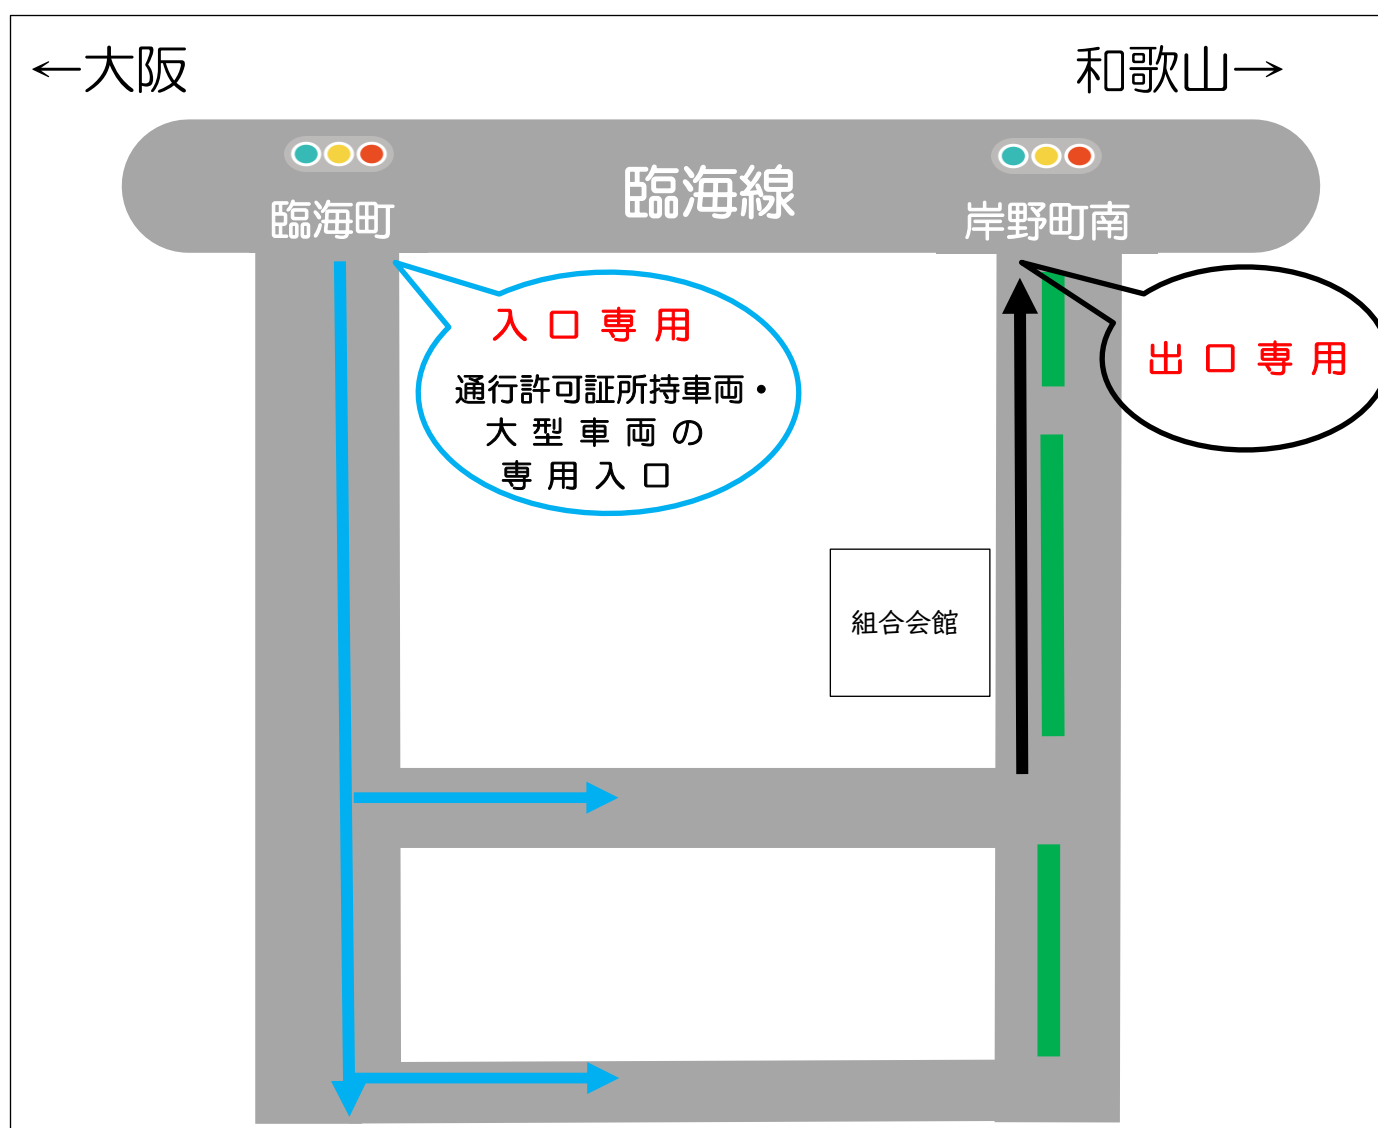 ←大阪
和歌山→
臨海線
臨海町
岸野町南
入口専用
通行許可証所持車両・
大型車両の
専用入口
出口専用
組合会館